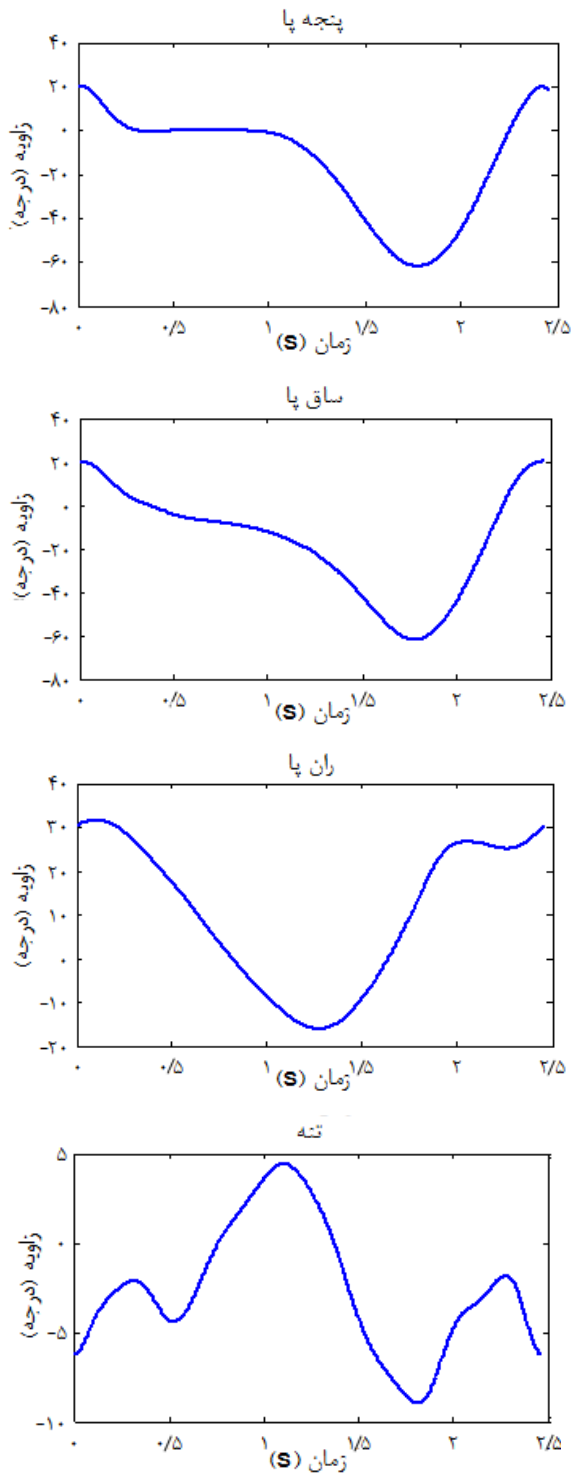 پنجه پا
۴۰
۲۰
۰
-۲۰
-۴۰
-۶۰
-۸۰
زاویه (درجه)
۰ ۰/۵ ۱ ۱/۵ ۲ ۲/۵
زمان (S)
ساق پا
۴۰
۲۰
۰
-۲۰
-۴۰
-۶۰
-۸۰
زاویه (درجه)
۰ ۰/۵ ۱ ۱/۵ ۲ ۲/۵
زمان (S)
ران پا
۴۰
۳۰
۲۰
۱۰
۰
-۱۰
-۲۰
زاویه (درجه)
۰ ۰/۵ ۱ ۱/۵ ۲ ۲/۵
زمان (S)
تنه
۵
۰
-۵
-۱۰
زاویه (درجه)
۰ ۰/۵ ۱ ۱/۵ ۲ ۲/۵
زمان (S)